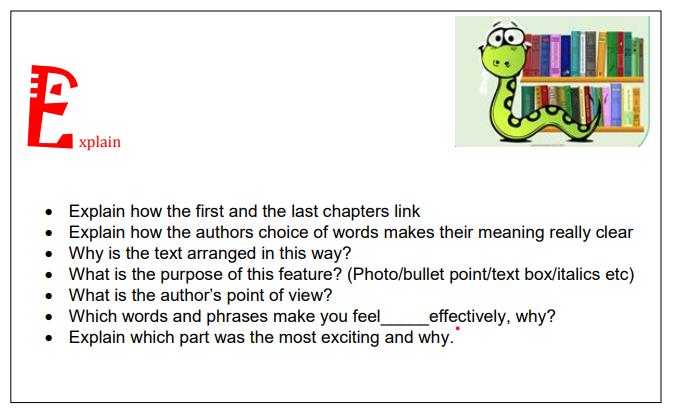 Explain
• Explain how the first and the last chapters link
• Explain how the authors choice of words makes their meaning really clear
• Why is the text arranged in this way?
• What is the purpose of this feature? (Photo/bullet point/text box/italics etc)
• What is the author's point of view?
• Which words and phrases make you feel_____effectively, why?
• Explain which part was the most exciting and why.